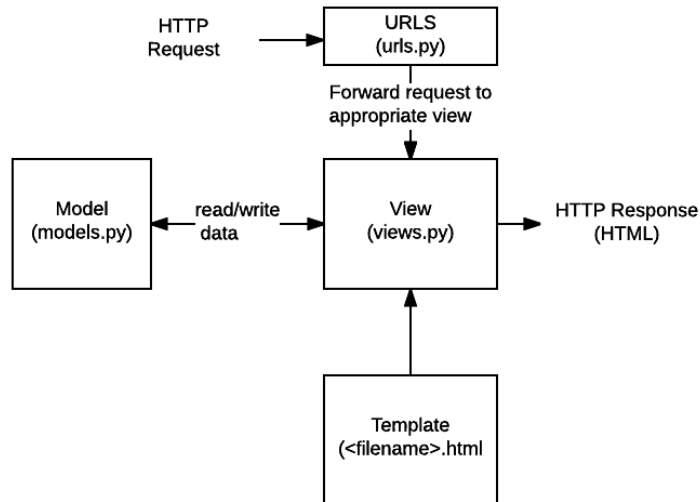 HTTP
Request
URLS
(urls.py)
Forward request to
appropriate view
Model
(models.py)
read/write
data
View
(views.py)
HTTP Response
(HTML)
Template
(<filename>.html